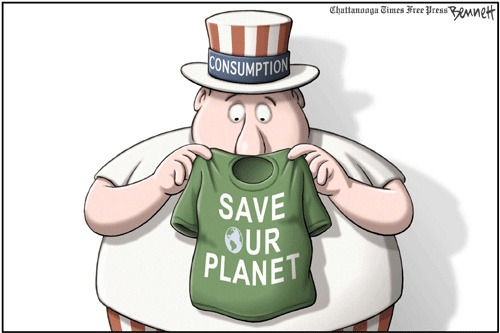 Chattanooga Times Free Press Bennett
CONSUMPTION
SAVE
OUR
PLANET